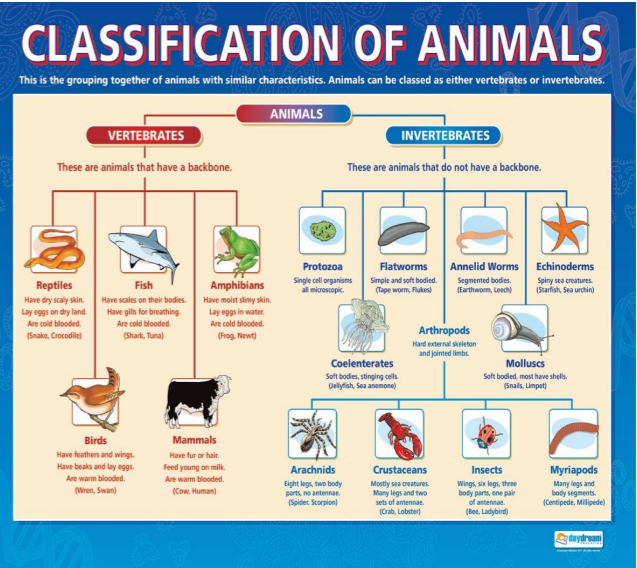 CLASSIFICATION OF ANIMALS
This is the grouping together of animals with similar characteristics. Animals can be classed as either vertebrates or invertebrates.
ANIMALS
VERTEBRATES
These are animals that have a backbone.
Reptiles
Have dry scaly skin.
Lay eggs on dry land.
Are cold blooded.
(Snake, Crocodile)
Fish
Have scales on their bodies.
Have gills for breathing.
Are cold blooded.
(Shark, Tuna)
Amphibians
Have moist slimy skin.
Lay eggs in water.
Are cold blooded.
(Frog, Newt)
Birds
Have feathers and wings.
Have beaks and lay eggs.
Are warm blooded.
(Wren, Swan)
Mammals
Have fur or hair.
Feed young on milk.
Are warm blooded.
(Cow, Human)
INVERTEBRATES
These are animals that do not have a backbone.
Protozoa
Single cell organisms
all microscopic.
Flatworms
Simple and soft bodied.
(Tape worm, Flukes)
Annelid Worms
Segmented bodies.
(Earthworm, Leech)
Echinoderms
Spiny sea creatures.
(Starfish, Sea urchin)
Coelenterates
Soft bodies, stinging cells.
(Jellyfish, Sea anemone)
Arthropods
Hard external skeleton
and jointed limbs.
Molluscs
Soft bodied, most have shells.
(Snails, Limpet)
Arachnids
Eight legs, two body
parts, no antennae.
(Spider, Scorpion)
Crustaceans
Mostly sea creatures.
Many legs and two
sets of antennae.
(Crab, Lobster)
Insects
Wings, six legs, three
body parts, one pair
of antennae.
(Bee, Ladybird)
Myriapods
Many legs and
body segments.
(Centipede, Millipede)
daydream